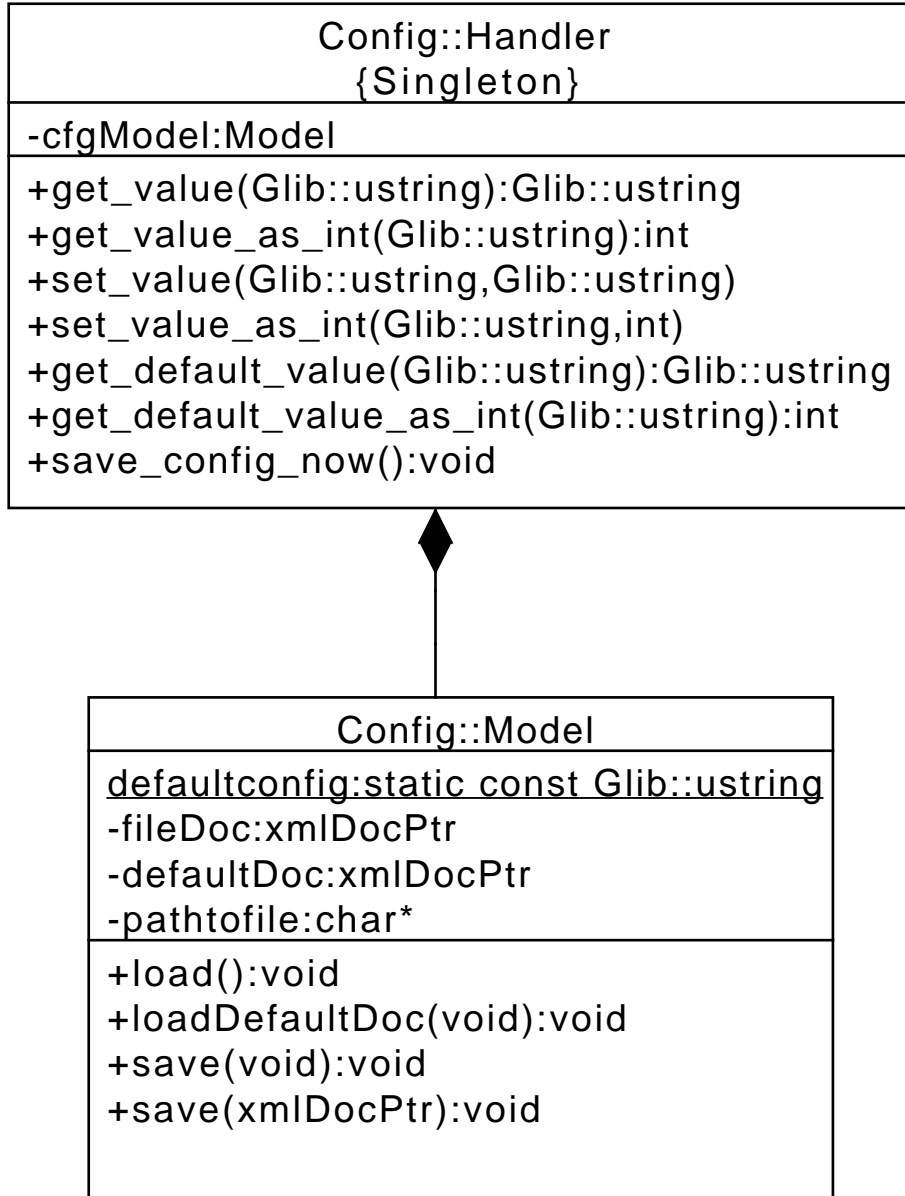 Config::Handler
{Singleton}
-cfgModel:Model
+get_value(Glib::ustring):Glib::ustring
+get_value_as_int(Glib::ustring):int
+set_value(Glib::ustring,Glib::ustring)
+set_value_as_int(Glib::ustring,int)
+get_default_value(Glib::ustring):Glib::ustring
+get_default_value_as_int(Glib::ustring):int
+save_config_now():void
Config::Model
defaultconfig:static const Glib::ustring
-fileDoc:xmlDocPtr
-defaultDoc:xmlDocPtr
-pathtofile:char*
+load():void
+loadDefaultDoc(void):void
+save(void):void
+save(xmlDocPtr):void